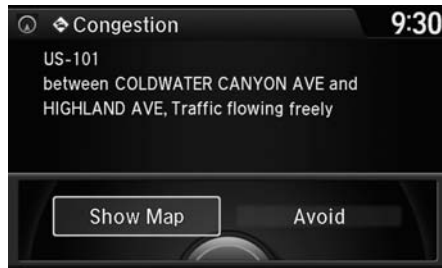 Congestion
9:30
US-101
between COLDWATER CANYON AVE and
HIGHLAND AVE, Traffic flowing freely
Show Map
Avoid